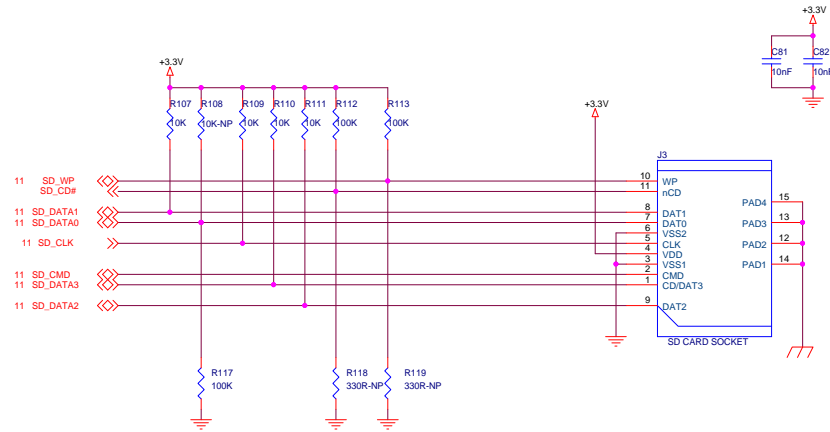 +3.3V
C81
C82
10nF
10nF
+3.3V
R107
R108
R109
R110
R111
R112
R113
10K
10K-NP
10K
10K
10K
100K
100K
+3.3V
J3
11 SD_WP
10
WP
SD_CD#
11
nCD
15
PAD4
11 SD_DATA1
8
DAT1
11 SD_DATA0
7
DAT0
13
PAD3
6
VSS2
11 SD_CLK
5
CLK
12
PAD2
4
VDD
3
VSS1
14
PAD1
11 SD_CMD
2
CMD
11 SD_DATA3
1
CD/DAT3
11 SD_DATA2
9
DAT2
SD CARD SOCKET
R117
R118
R119
100K
330R-NP
330R-NP